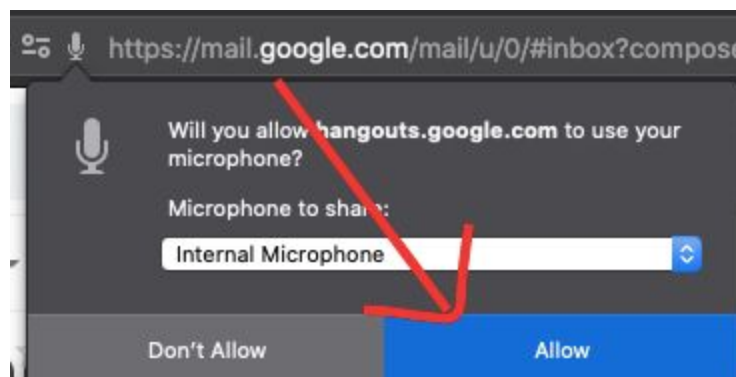 https://mail.google.com/mail/u/0/#inbox?compose
Will you allow hangouts.google.com to use your
microphone?
Microphone to share:
Internal Microphone
Don't Allow
Allow